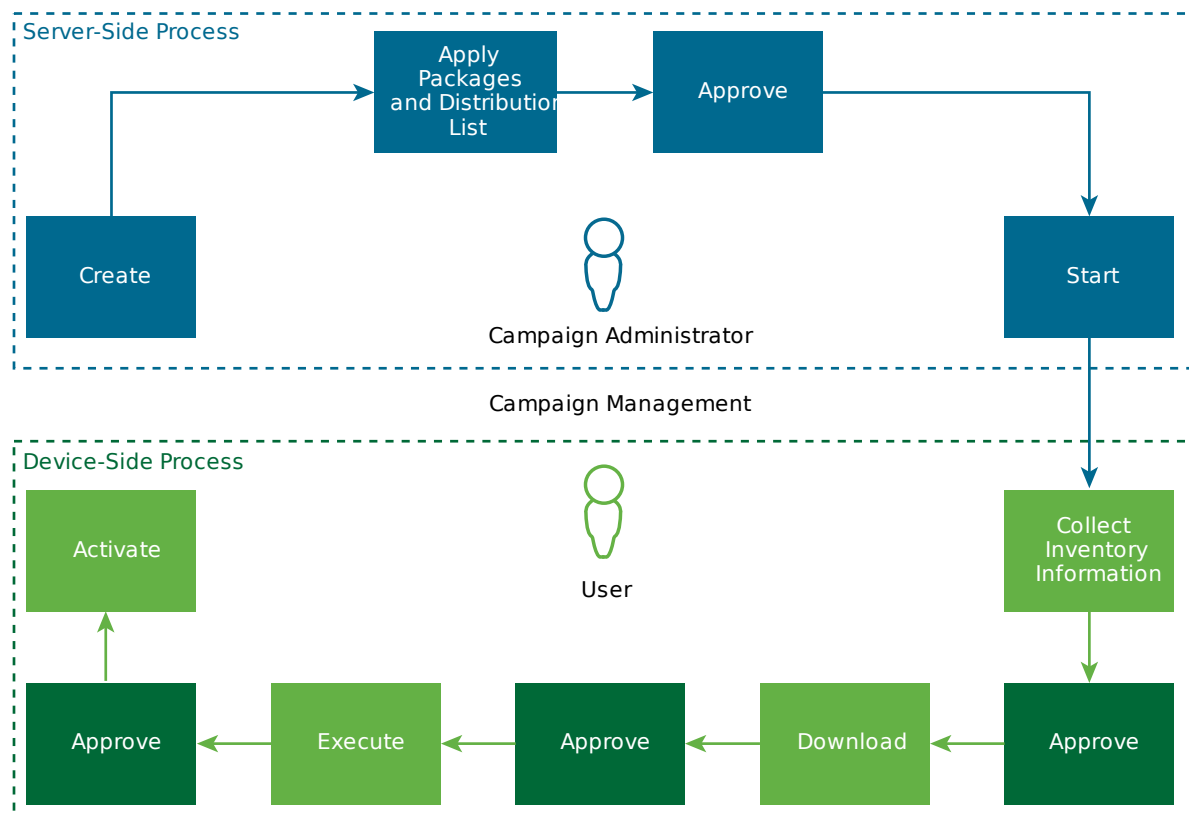 Server-Side Process
Apply
Packages
and Distribution
List
Approve
Create
Start
Campaign Administrator
Campaign Management
Device-Side Process
Activate
User
Collect
Inventory
Information
Approve
Execute
Approve
Download
Approve